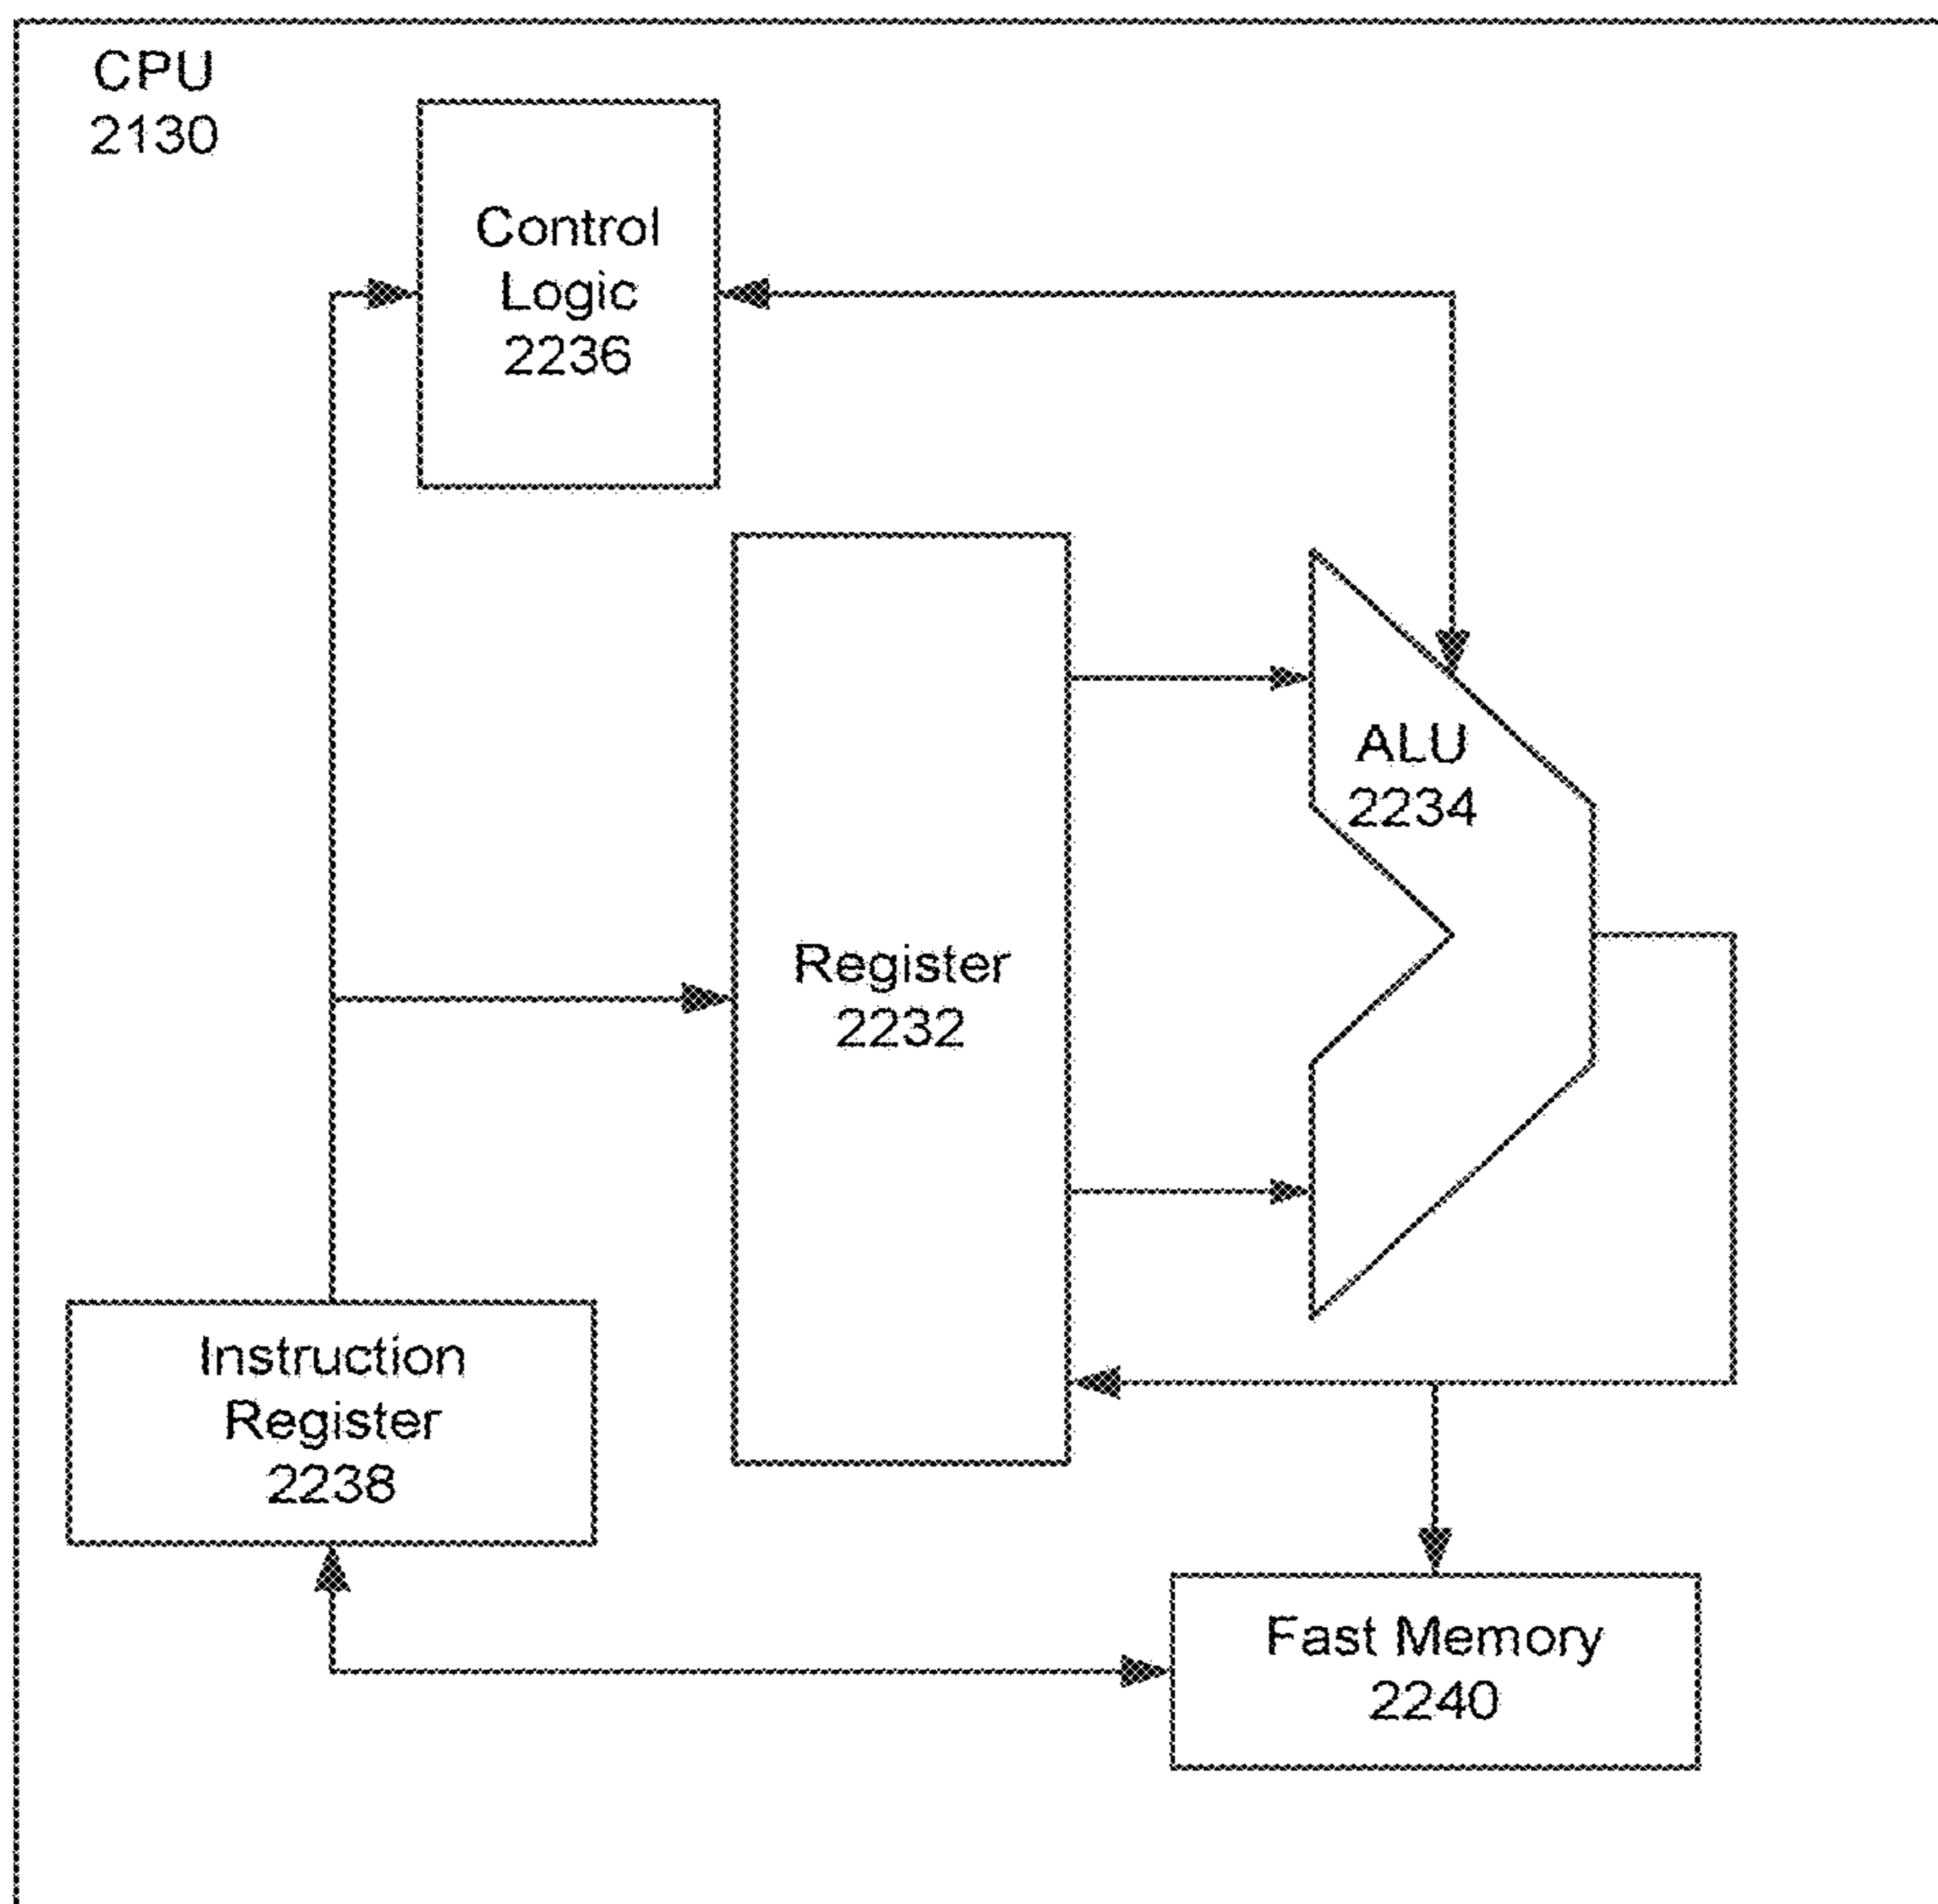 CPU
2130
Control
Logic
2236
ALU
2234
Register
2232
Instruction
Register
2238
Fast Memory
2240